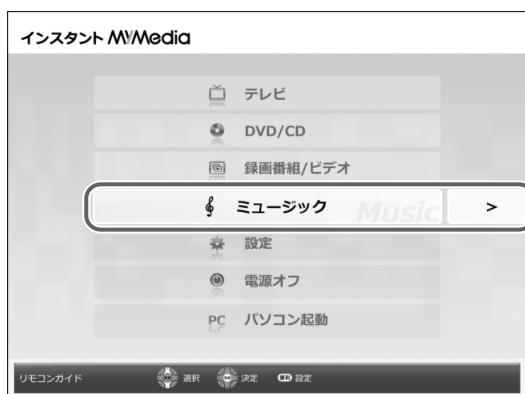 インスタント MyMedia
テレビ
DVD/CD
録画番組/ビデオ
ミュージック Music >
設定
電源オフ
PC パソコン起動
リモコンガイド 選択 決定 設定